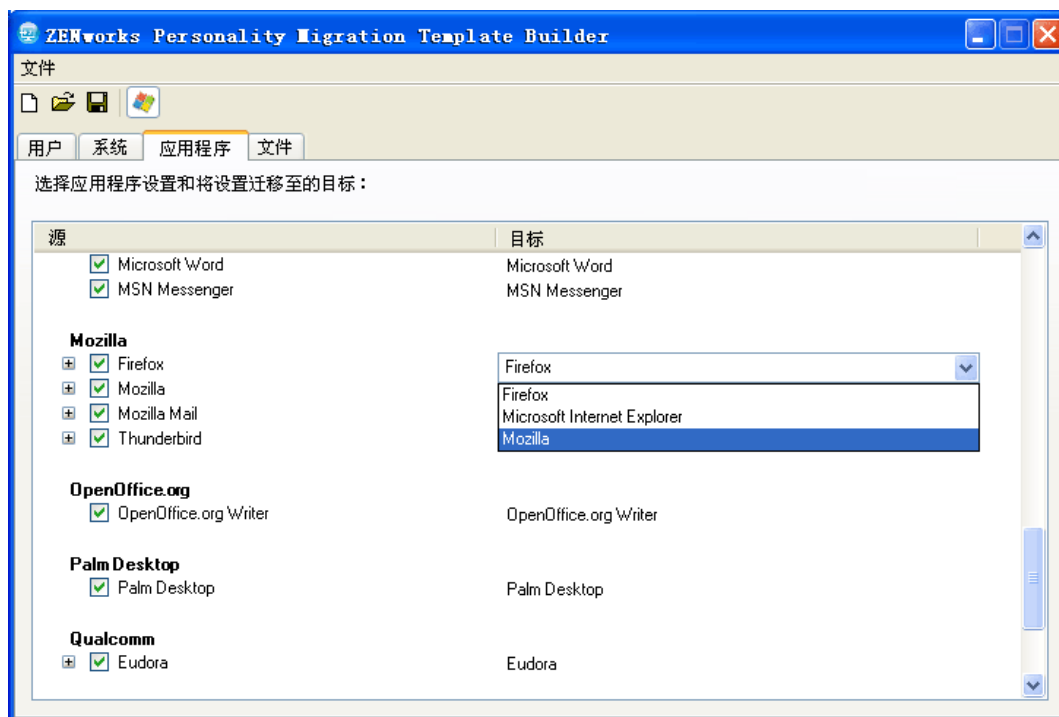 ZENworks Personality Migration Template Builder
文件
用户 系统 应用程序 文件
选择应用程序设置和将设置迁移至的目标：
源 目标
Microsoft Word Microsoft Word
MSN Messenger MSN Messenger
Mozilla
Firefox Firefox
Mozilla Firefox
Mozilla Mail Microsoft Internet Explorer
Thunderbird Mozilla
OpenOffice.org
OpenOffice.org Writer OpenOffice.org Writer
Palm Desktop
Palm Desktop Palm Desktop
Qualcomm
Eudora Eudora